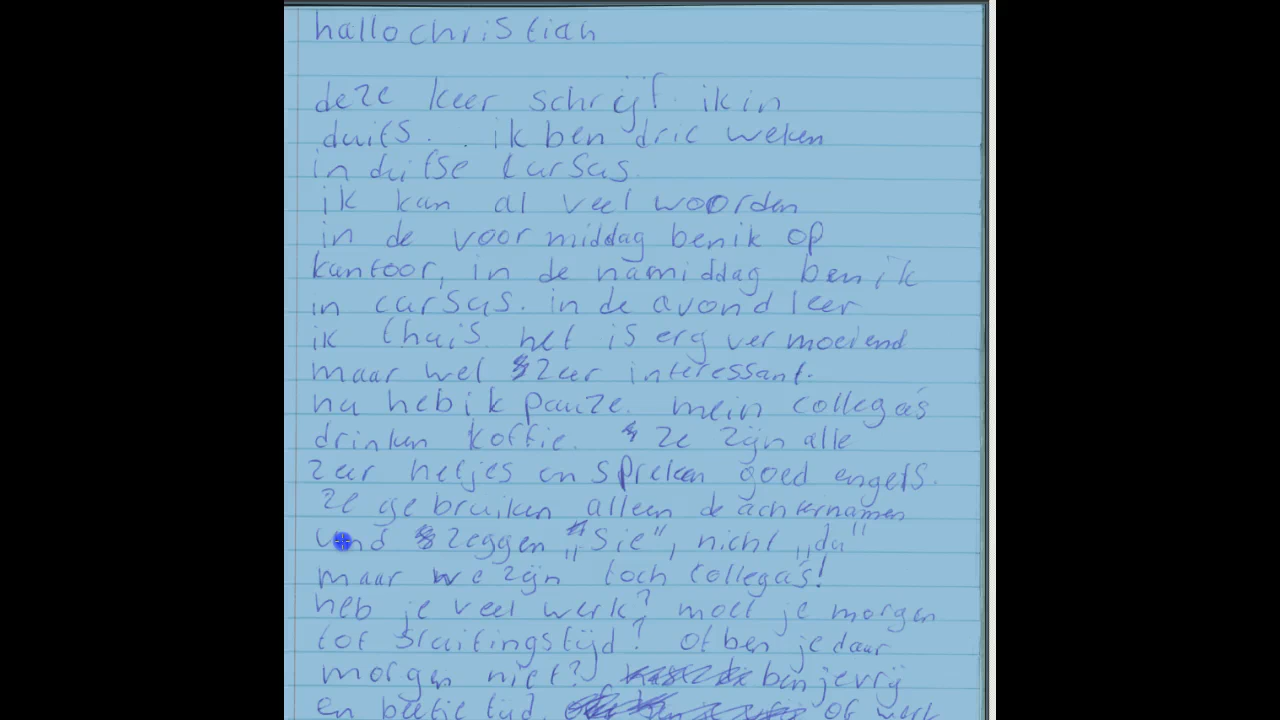 hallo christian
deze keer schrijf ik in
duits. ik ben drie weken
in duitse cursus.
ik kan al veel woorden
in de voormiddag ben ik op
kantoor, in de namiddag ben ik
in cursus. in de avond leer
ik thuis het is erg vermoeiend
maar wel zeer interessant.
nu heb ik pauze. mein collega's
drinken koffie. ze zijn alle
zeer netjes en spreken goed engels.
ze gebruiken alleen de achternamen
und zeggen „Sie", nicht „du"
maar we zijn toch collega's!
heb je veel werk? moet je morgen
tot sluitingstijd? of ben je daar
morgen niet? ben je vrij
en beetje tijd. of werk